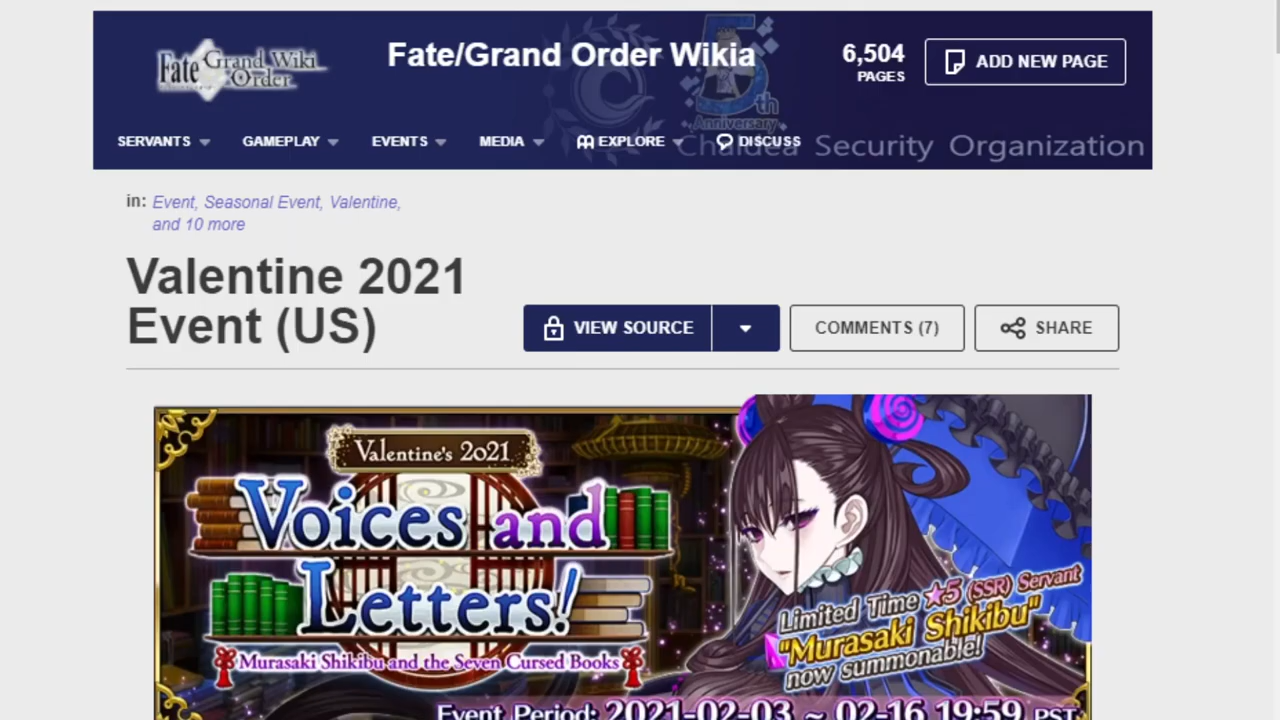 Fate Grand Wiki
Order
Fate/Grand Order Wikia
6,504
PAGES
ADD NEW PAGE
5th
Anniversary
SERVANTS
GAMEPLAY
EVENTS
MEDIA
EXPLORE
DISCUSS
Chaldea Security Organization
in: Event, Seasonal Event, Valentine,
and 10 more
Valentine 2021
Event (US)
VIEW SOURCE
COMMENTS (7)
SHARE
Valentine's 2021
Voices and
Letters!
Murasaki Shikibu and the Seven Cursed Books
Limited Time ★5 (SSR) Servant
"Murasaki Shikibu"
now summonable!
Event Period: 2021-02-03 ~ 02-16 19:59 PST